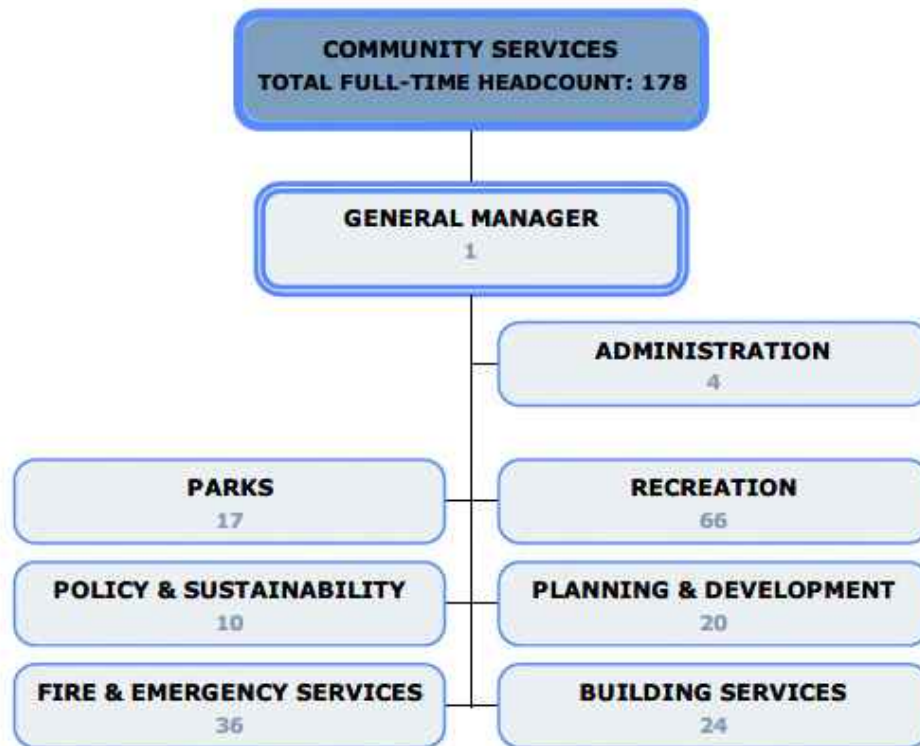 COMMUNITY SERVICES
TOTAL FULL-TIME HEADCOUNT: 178
GENERAL MANAGER
1
ADMINISTRATION
4
PARKS
17
RECREATION
66
POLICY & SUSTAINABILITY
10
PLANNING & DEVELOPMENT
20
FIRE & EMERGENCY SERVICES
36
BUILDING SERVICES
24